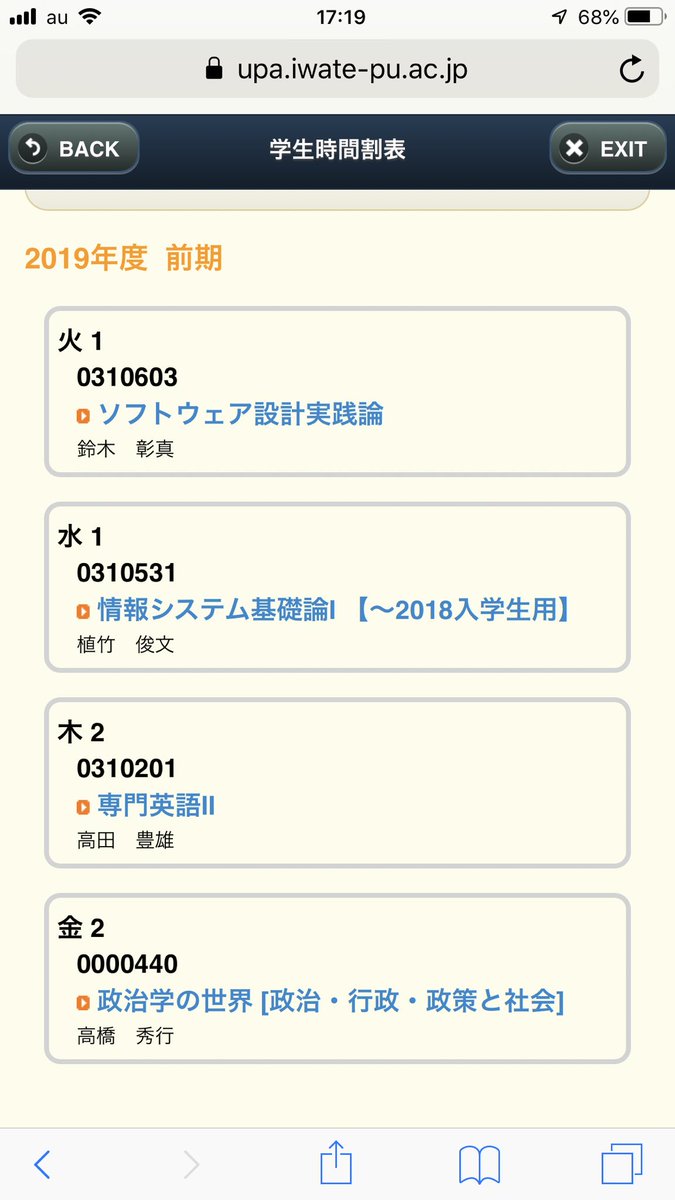 au 17:19 68%
upa.iwate-pu.ac.jp
BACK 学生時間割表 EXIT
2019年度 前期
火 1
0310603
ソフトウェア設計実践論
鈴木 彰真
水 1
0310531
情報システム基礎論I 【〜2018入学生用】
植竹 俊文
木 2
0310201
専門英語II
高田 豊雄
金 2
0000440
政治学の世界 [政治・行政・政策と社会]
高橋 秀行